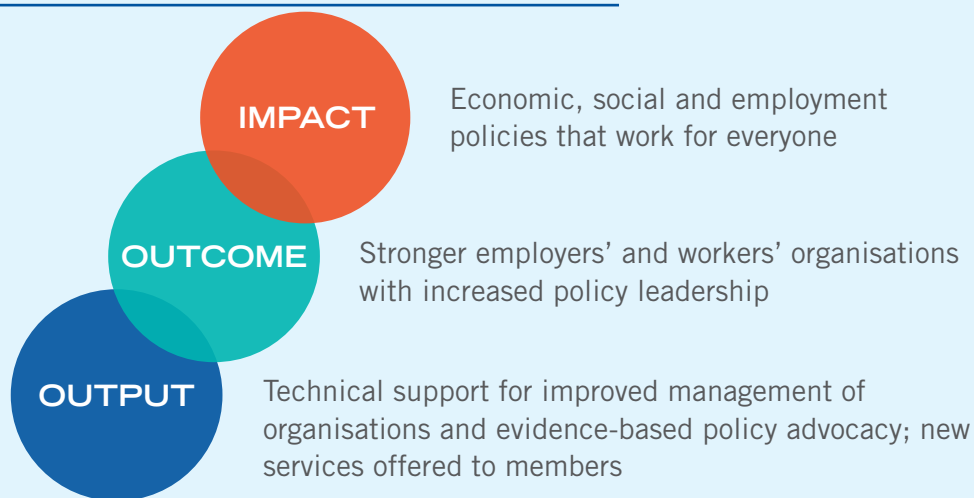 IMPACT
Economic, social and employment
policies that work for everyone
OUTCOME
Stronger employers’ and workers’ organisations
with increased policy leadership
OUTPUT
Technical support for improved management of
organisations and evidence-based policy advocacy; new
services offered to members